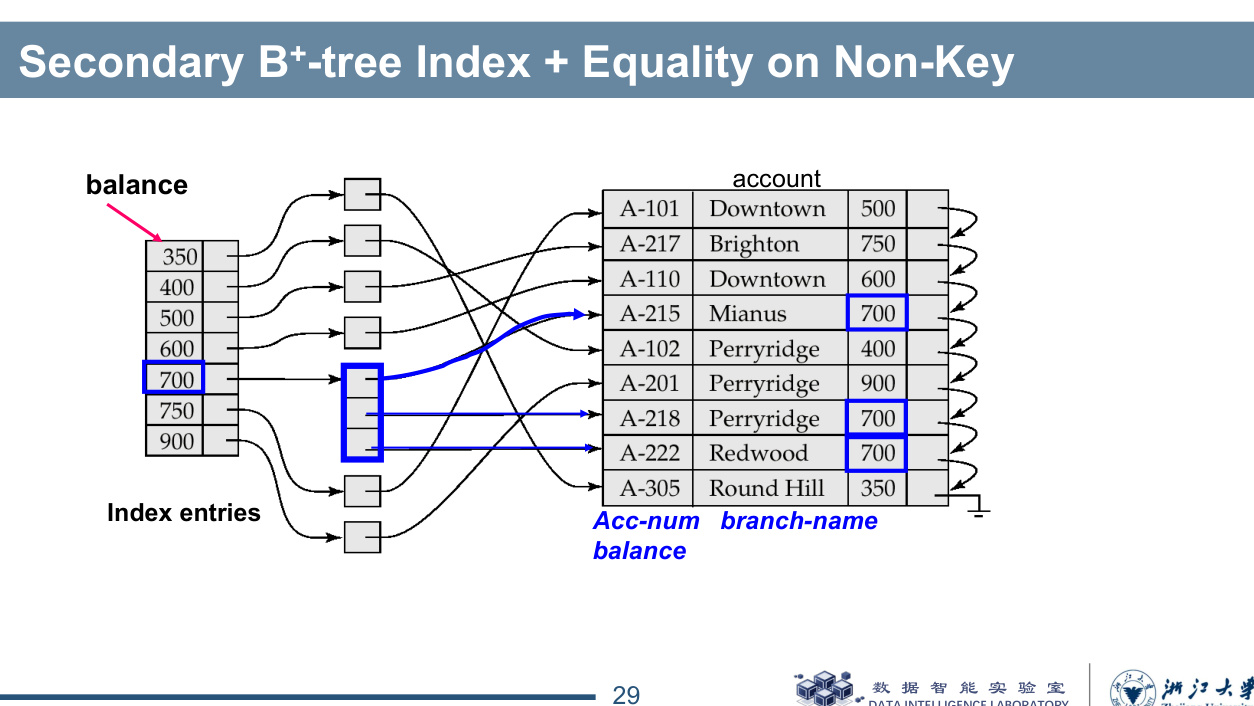 Secondary B+-tree Index + Equality on Non-Key
balance
account
350
400
500
600
700
750
900
Index entries
A-101 Downtown 500
A-217 Brighton 750
A-110 Downtown 600
A-215 Mianus 700
A-102 Perryridge 400
A-201 Perryridge 900
A-218 Perryridge 700
A-222 Redwood 700
A-305 Round Hill 350
Acc-num branch-name
balance
29
数据智能实验室
DATA INTELLIGENCE LABORATORY
浙江大学